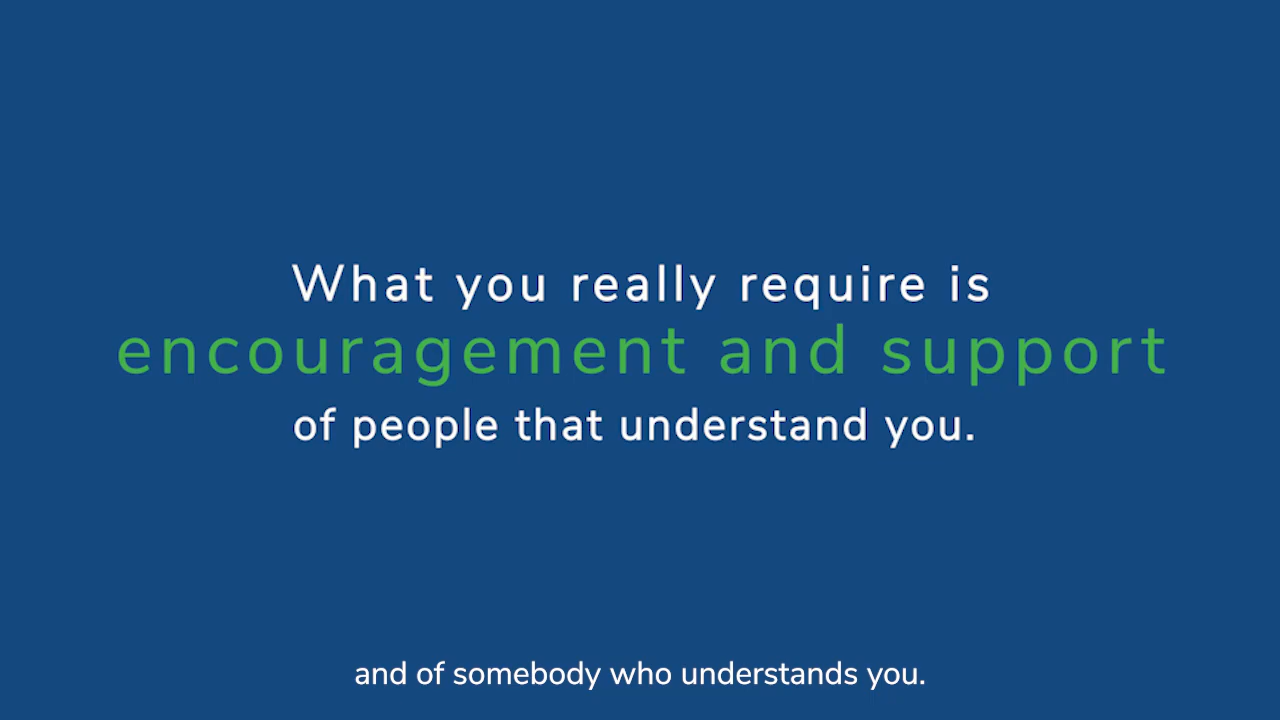 What you really require is
encouragement and support
of people that understand you.
and of somebody who understands you.